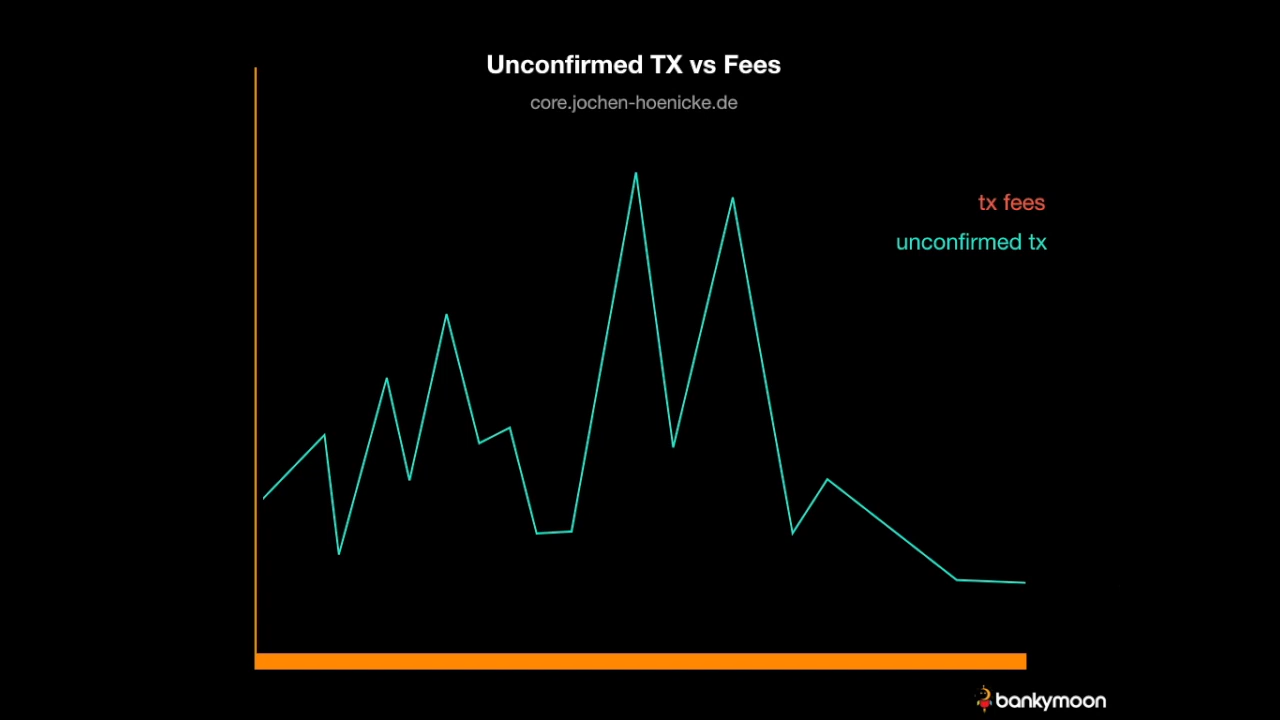 Unconfirmed TX vs Fees
core.jochen-hoenicke.de
tx fees
unconfirmed tx
bankymoon